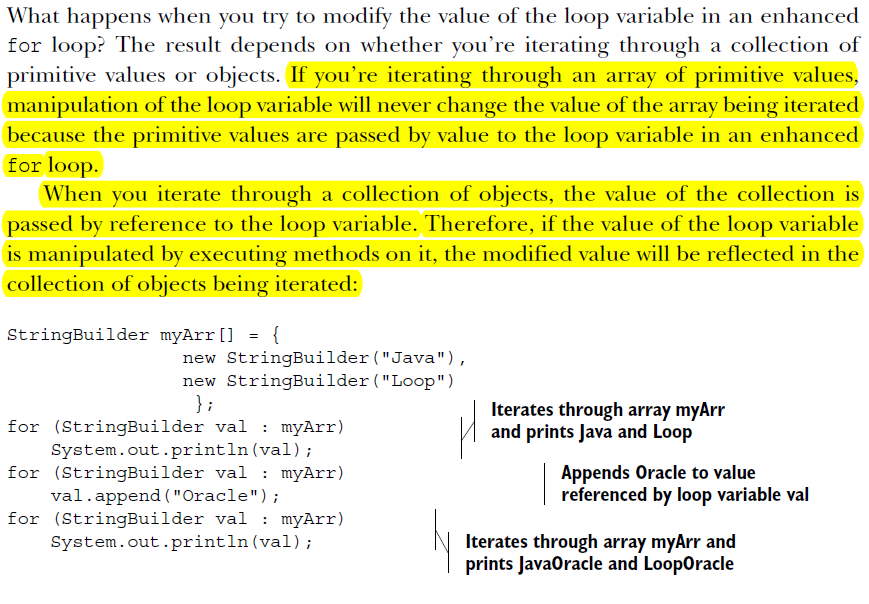 What happens when you try to modify the value of the loop variable in an enhanced
for loop? The result depends on whether you're iterating through a collection of
primitive values or objects. If you're iterating through an array of primitive values,
manipulation of the loop variable will never change the value of the array being iterated
because the primitive values are passed by value to the loop variable in an enhanced
for loop.
When you iterate through a collection of objects, the value of the collection is
passed by reference to the loop variable. Therefore, if the value of the loop variable
is manipulated by executing methods on it, the modified value will be reflected in the
collection of objects being iterated:
StringBuilder myArr[] = {
new StringBuilder("Java"),
new StringBuilder("Loop")
};
for (StringBuilder val : myArr)
System.out.println(val);
Iterates through array myArr
and prints Java and Loop
for (StringBuilder val : myArr)
val.append("Oracle");
Appends Oracle to value
referenced by loop variable val
for (StringBuilder val : myArr)
System.out.println(val);
Iterates through array myArr and
prints JavaOracle and LoopOracle